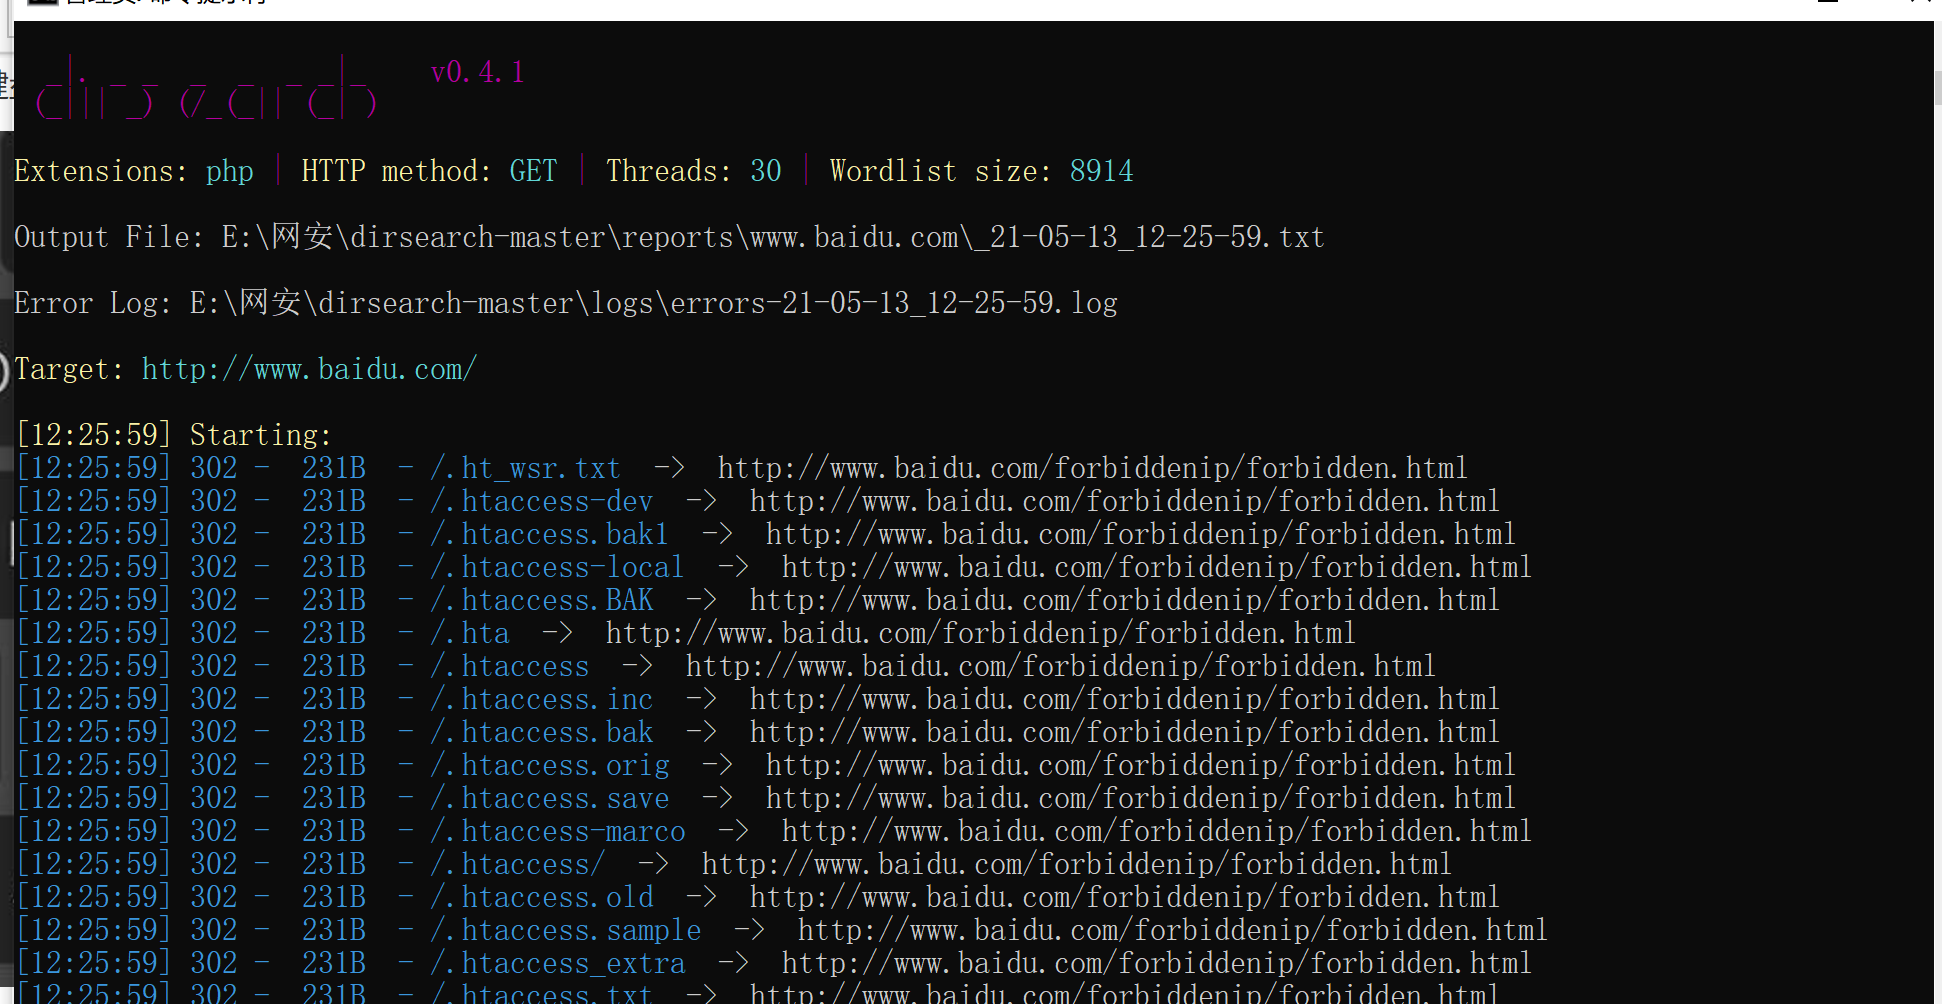 v0.4.1
Extensions: php | HTTP method: GET | Threads: 30 | Wordlist size: 8914
Output File: E:\网安\dirsearch-master\reports\www.baidu.com\_21-05-13_12-25-59.txt
Error Log: E:\网安\dirsearch-master\logs\errors-21-05-13_12-25-59.log
Target: http://www.baidu.com/
[12:25:59] Starting:
[12:25:59] 302 -  231B  - /.ht_wsr.txt  ->  http://www.baidu.com/forbiddenip/forbidden.html
[12:25:59] 302 -  231B  - /.htaccess-dev  ->  http://www.baidu.com/forbiddenip/forbidden.html
[12:25:59] 302 -  231B  - /.htaccess.bak1  ->  http://www.baidu.com/forbiddenip/forbidden.html
[12:25:59] 302 -  231B  - /.htaccess-local  ->  http://www.baidu.com/forbiddenip/forbidden.html
[12:25:59] 302 -  231B  - /.htaccess.BAK  ->  http://www.baidu.com/forbiddenip/forbidden.html
[12:25:59] 302 -  231B  - /.hta  ->  http://www.baidu.com/forbiddenip/forbidden.html
[12:25:59] 302 -  231B  - /.htaccess  ->  http://www.baidu.com/forbiddenip/forbidden.html
[12:25:59] 302 -  231B  - /.htaccess.inc  ->  http://www.baidu.com/forbiddenip/forbidden.html
[12:25:59] 302 -  231B  - /.htaccess.bak  ->  http://www.baidu.com/forbiddenip/forbidden.html
[12:25:59] 302 -  231B  - /.htaccess.orig  ->  http://www.baidu.com/forbiddenip/forbidden.html
[12:25:59] 302 -  231B  - /.htaccess.save  ->  http://www.baidu.com/forbiddenip/forbidden.html
[12:25:59] 302 -  231B  - /.htaccess-marco  ->  http://www.baidu.com/forbiddenip/forbidden.html
[12:25:59] 302 -  231B  - /.htaccess/  ->  http://www.baidu.com/forbiddenip/forbidden.html
[12:25:59] 302 -  231B  - /.htaccess.old  ->  http://www.baidu.com/forbiddenip/forbidden.html
[12:25:59] 302 -  231B  - /.htaccess.sample  ->  http://www.baidu.com/forbiddenip/forbidden.html
[12:25:59] 302 -  231B  - /.htaccess_extra  ->  http://www.baidu.com/forbiddenip/forbidden.html
[12:25:59] 302 -  231B  - /.htaccess.txt  ->  http://www.baidu.com/forbiddenip/forbidden.html